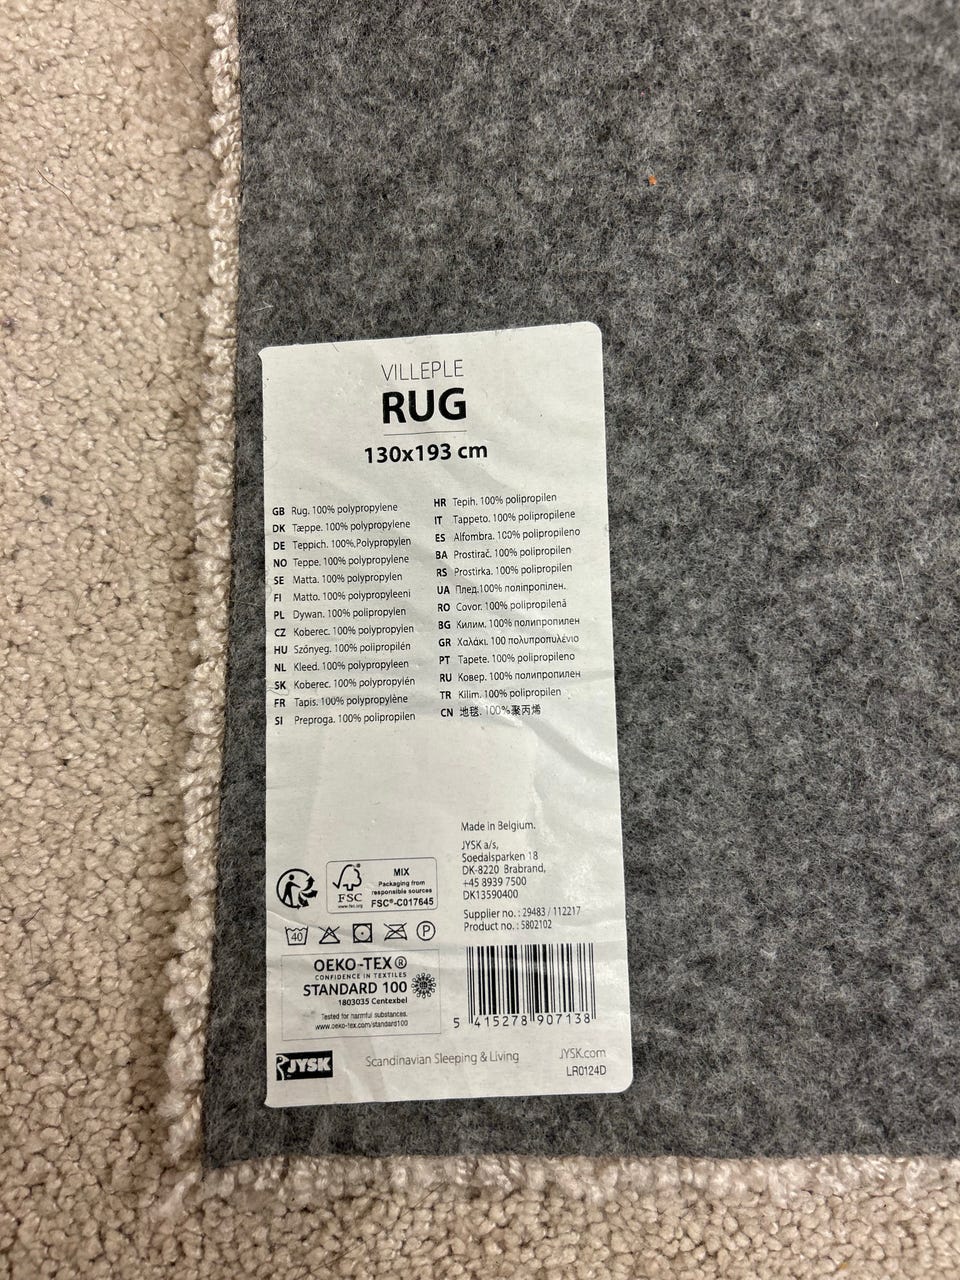 VILLEPLE
RUG
130x193 cm
GB Rug. 100% polypropylene
DK Tæppe. 100% polypropylene
DE Teppich. 100%.Polypropylen
NO Teppe. 100% polypropylene
SE Matta. 100% polypropylen
FI Matto. 100% polypropyleeni
PL Dywan. 100% polipropylen
CZ Koberec. 100% polypropylen
HU Szőnyeg. 100% polipropilén
NL Kleed. 100% polypropyleen
SK Koberec. 100% polypropylén
FR Tapis. 100% polypropylène
SI Preproga. 100% polipropilen
HR Tepih. 100% polipropilen
IT Tappeto. 100% polipropilene
ES Alfombra. 100% polipropileno
BA Prostirač. 100% polipropilen
RS Prostirka. 100% polipropilen
UA Плед.100% поліпропілен.
RO Covor. 100% polipropilenă
BG Килим. 100% полипропилен
GR Χαλάκι. 100 πολυπροπυλένιο
PT Tapete. 100% polipropileno
RU Ковер. 100% полипропилен
TR Kilim. 100% polipropilen
CN 地毯. 100%聚丙烯
Made in Belgium.
JYSK a/s,
Soedalsparken 18
DK-8220 Brabrand,
+45 8939 7500
DK13590400
Supplier no.: 29483 / 112217
Product no.: 5802102
FSC
www.fsc.org
MIX
Packaging from
responsible sources
FSC®-C017645
40
P
OEKO-TEX®
CONFIDENCE IN TEXTILES
STANDARD 100
1803035 Centexbel
Tested for harmful substances.
www.oeko-tex.com/standard100
5 415278 907138
JYSK
Scandinavian Sleeping & Living
JYSK.com
LR0124D